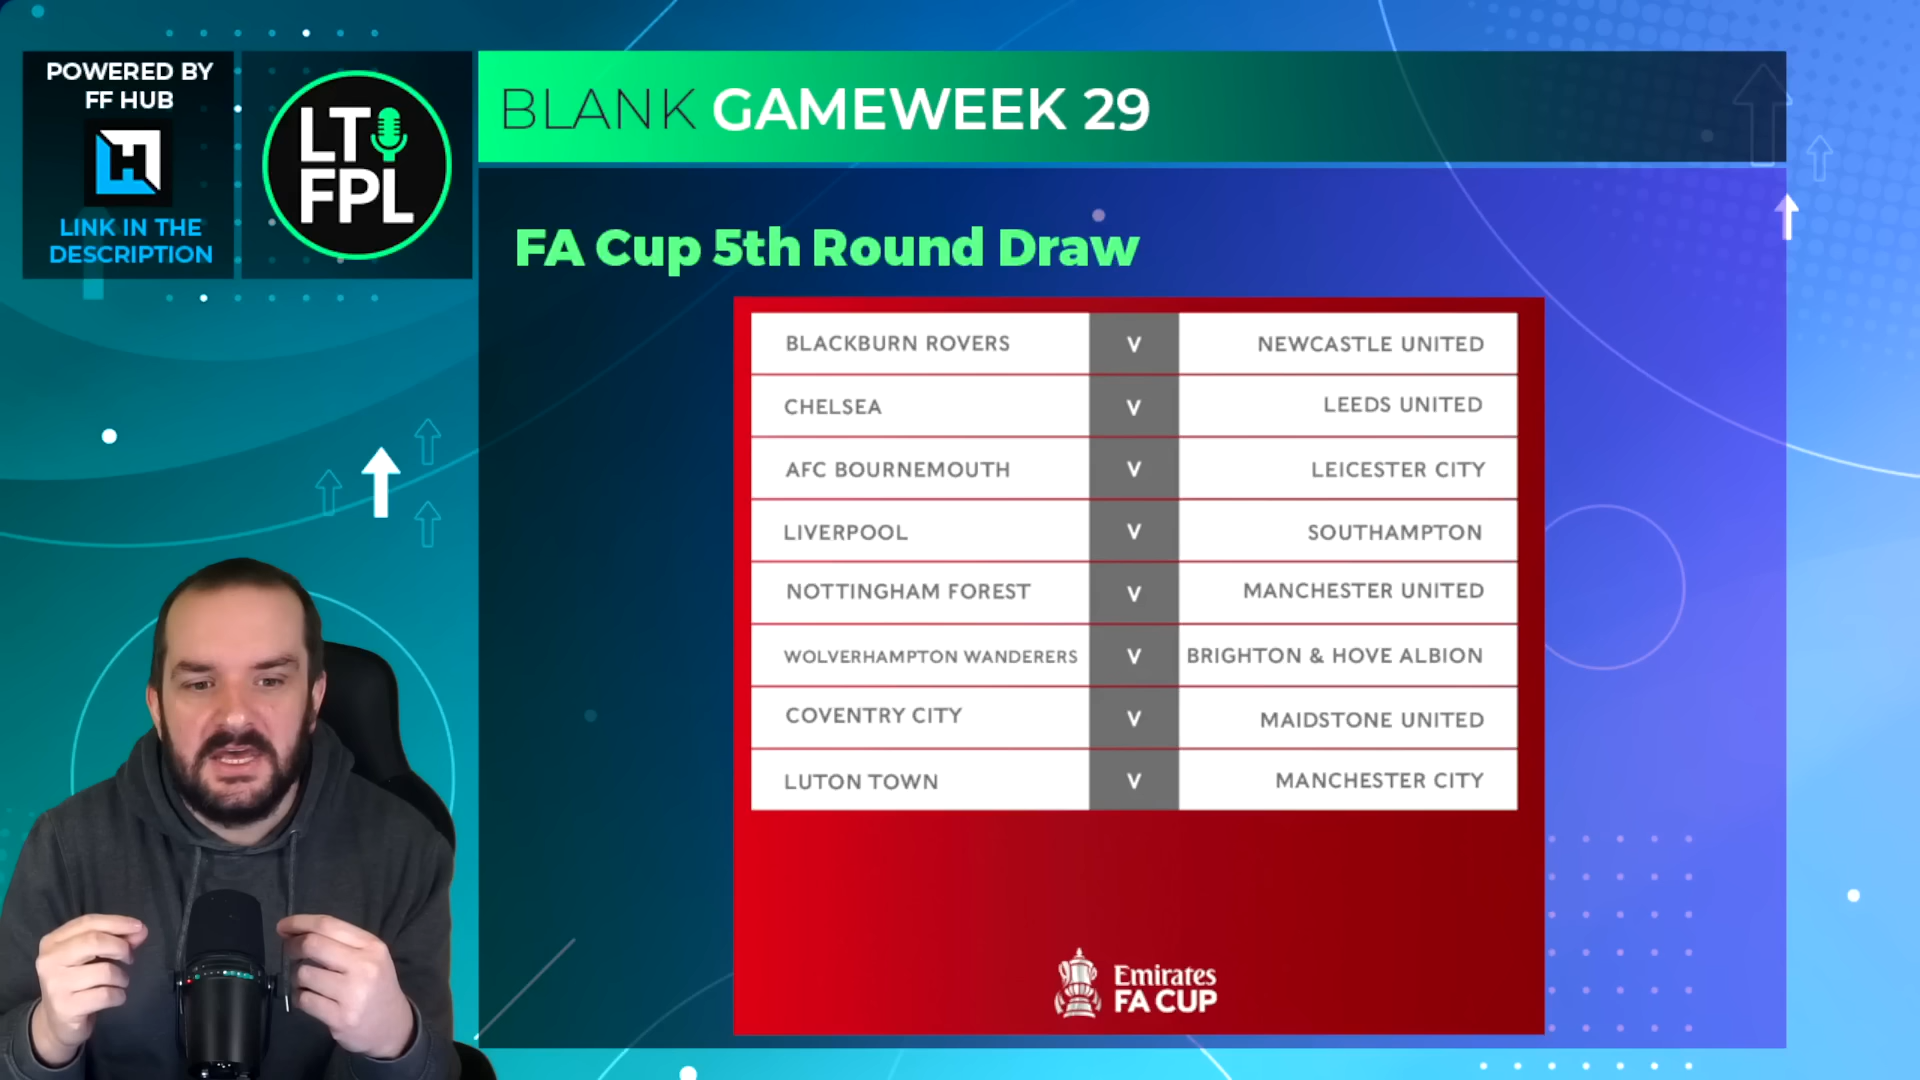 POWERED BY
FF HUB
LINK IN THE
DESCRIPTION
LT
FPL
BLANK GAMEWEEK 29
FA Cup 5th Round Draw
BLACKBURN ROVERS V NEWCASTLE UNITED
CHELSEA V LEEDS UNITED
AFC BOURNEMOUTH V LEICESTER CITY
LIVERPOOL V SOUTHAMPTON
NOTTINGHAM FOREST V MANCHESTER UNITED
WOLVERHAMPTON WANDERERS V BRIGHTON & HOVE ALBION
COVENTRY CITY V MAIDSTONE UNITED
LUTON TOWN V MANCHESTER CITY
Emirates
FA CUP